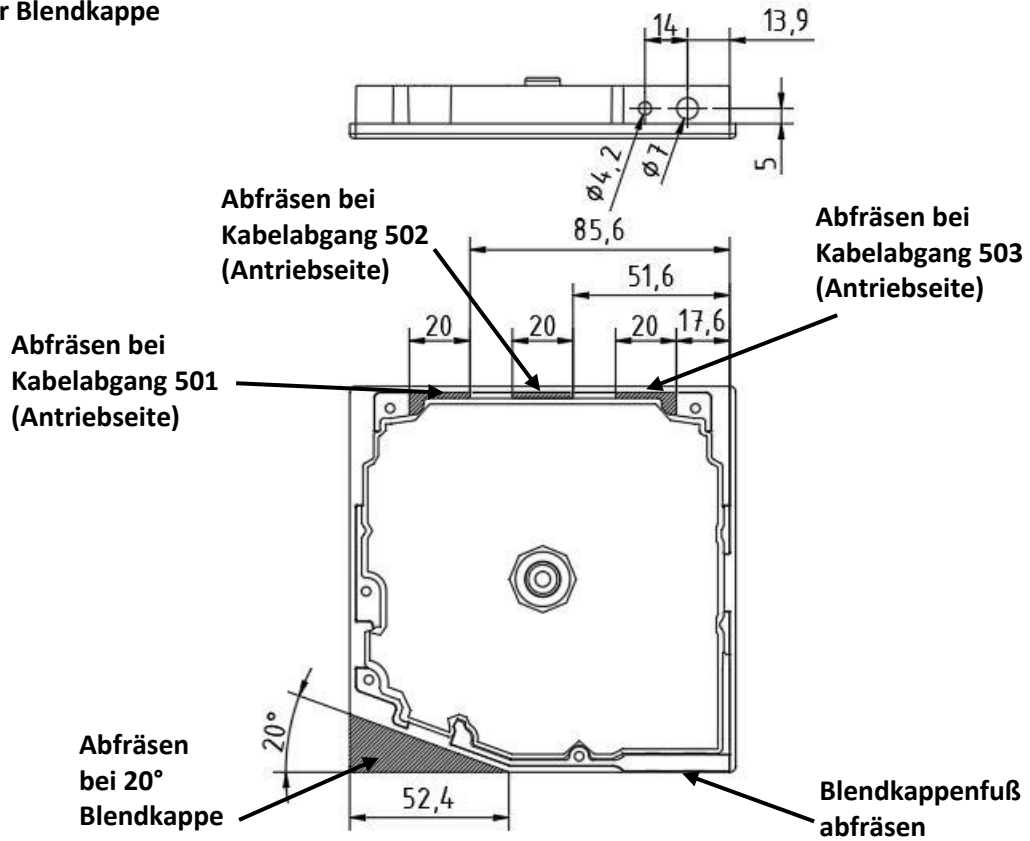 r Blendkappe
14
13,9
ø4,2
ø7
5
Abfräsen bei
Kabelabgang 502
(Antriebseite)
85,6
Abfräsen bei
Kabelabgang 503
(Antriebseite)
51,6
20
20
20
17,6
Abfräsen bei
Kabelabgang 501
(Antriebseite)
20°
Abfräsen
bei 20°
Blendkappe
52,4
Blendkappenfuß
abfräsen